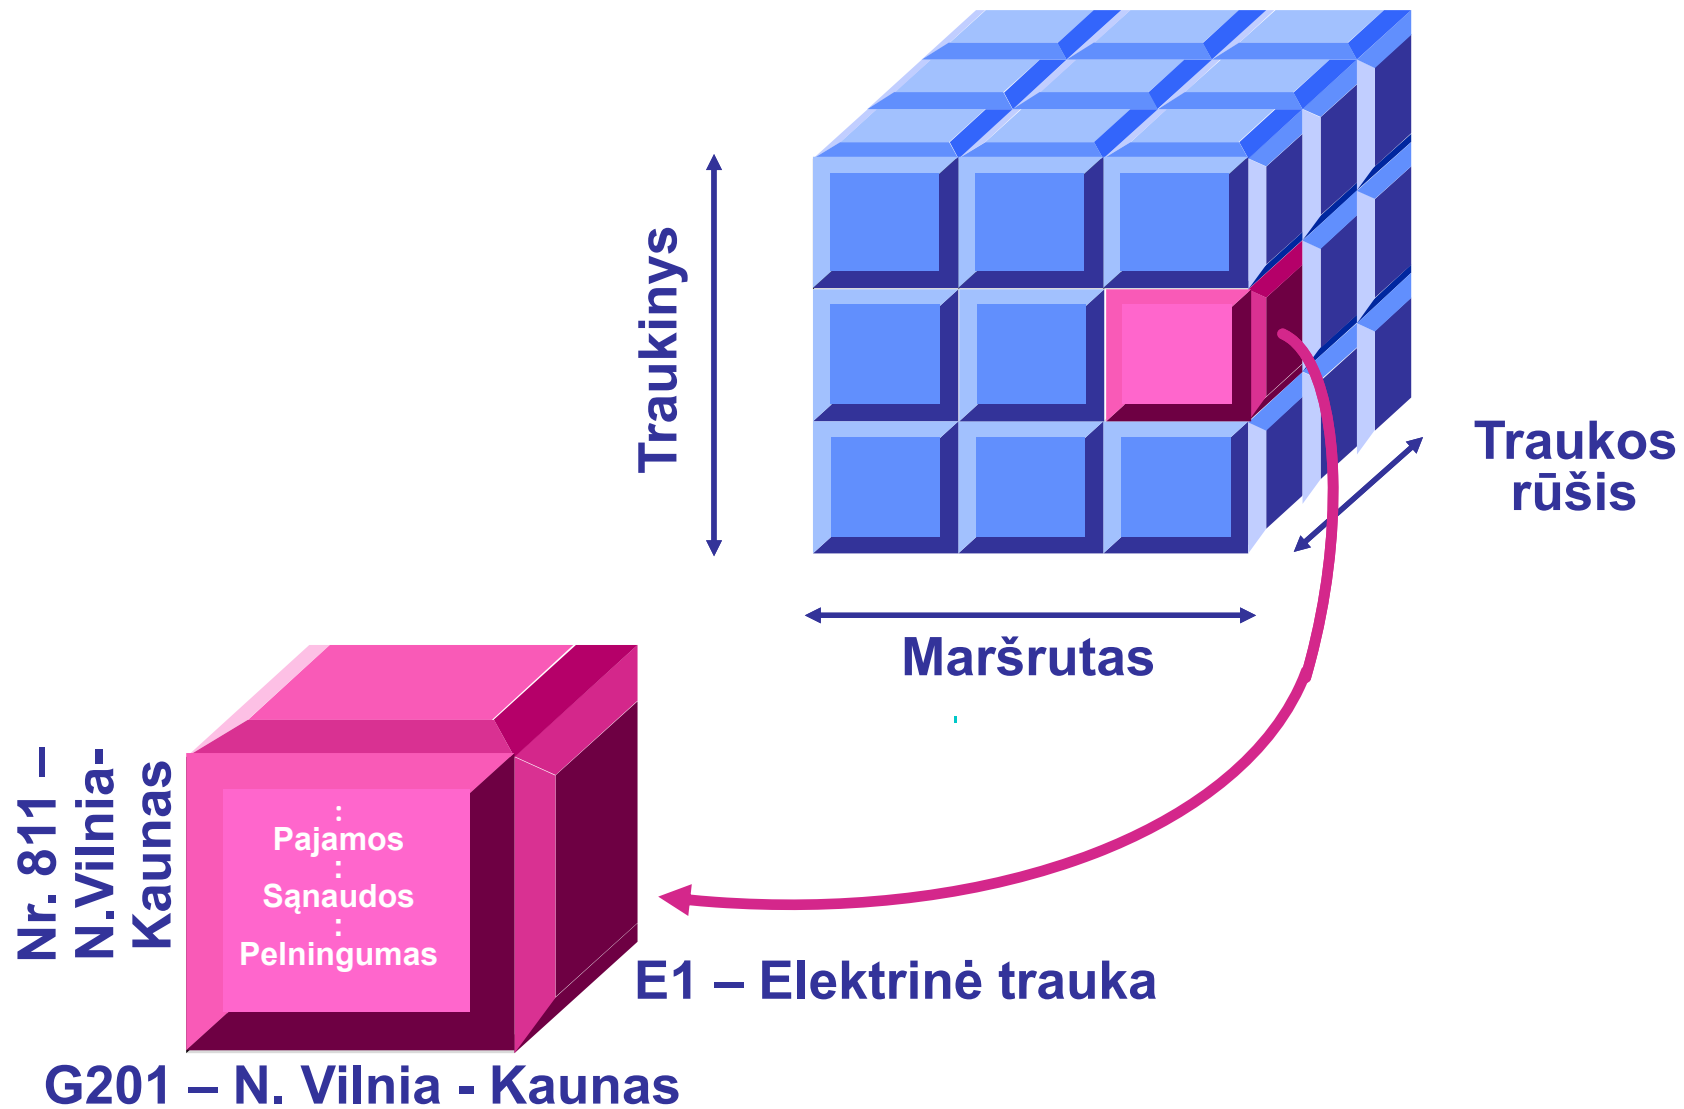 Traukinys
Traukos
rūšis
Maršrutas
Nr. 811 –
N.Vilnia-
Kaunas
:
Pajamos
:
Sąnaudos
:
Pelningumas
E1 – Elektrinė trauka
G201 – N. Vilnia - Kaunas